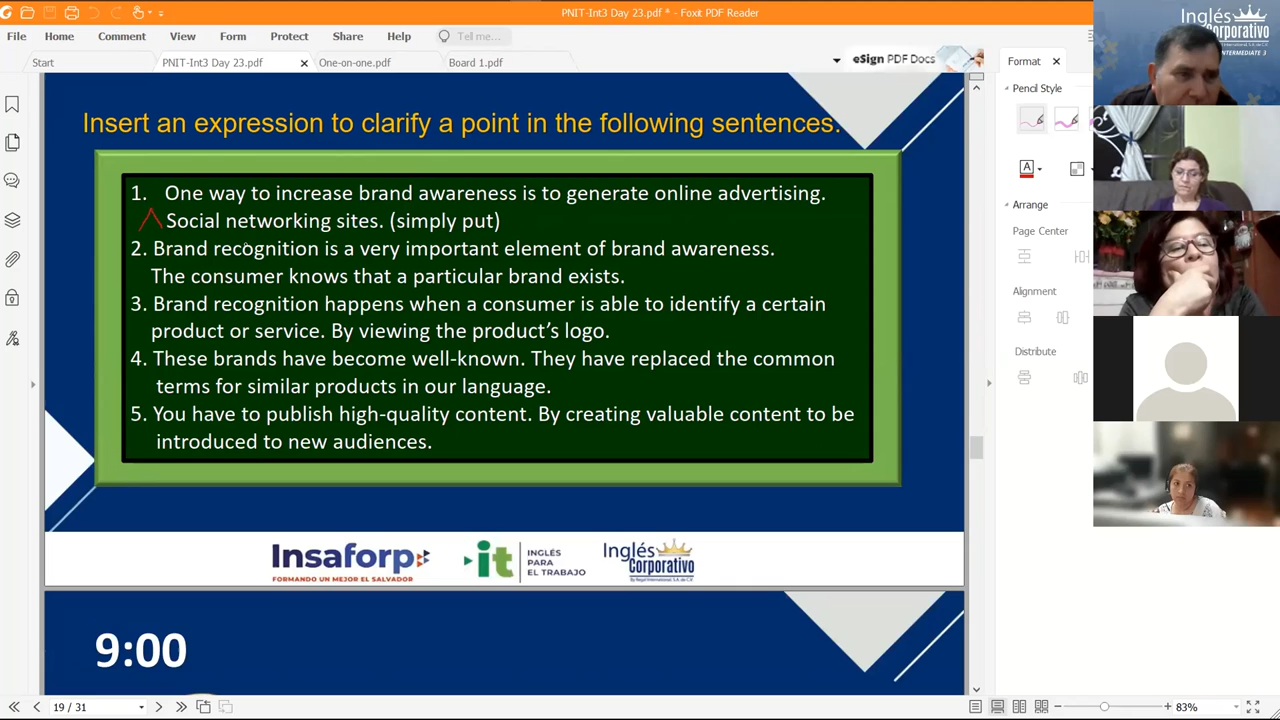 PNIT-Int3 Day 23.pdf * - Foxit PDF Reader
File Home Comment View Form Protect Share Help Tell me...
Start PNIT-Int3 Day 23.pdf One-on-one.pdf Board 1.pdf
eSign PDF Docs
Insert an expression to clarify a point in the following sentences.
1. One way to increase brand awareness is to generate online advertising.
Social networking sites. (simply put)
2. Brand recognition is a very important element of brand awareness.
The consumer knows that a particular brand exists.
3. Brand recognition happens when a consumer is able to identify a certain
product or service. By viewing the product's logo.
4. These brands have become well-known. They have replaced the common
terms for similar products in our language.
5. You have to publish high-quality content. By creating valuable content to be
introduced to new audiences.
Insaforp
FORMANDO UN MEJOR EL SALVADOR
it INGLÉS PARA EL TRABAJO
Inglés Corporativo
9:00
19 / 31
83%
Format
Pencil Style
Arrange
Page Center
Alignment
Distribute
Inglés
Corporativo
INTERMEDIATE 3